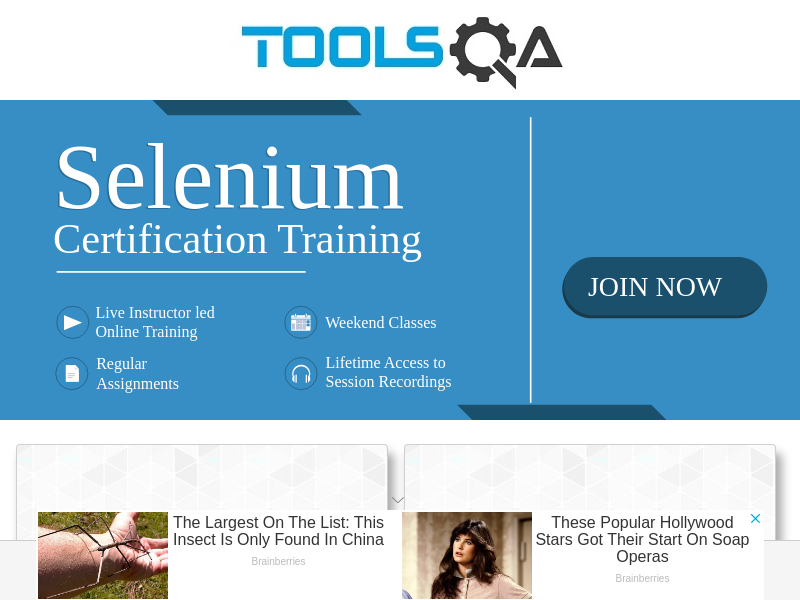 TOOLSQA
Selenium
Certification Training
JOIN NOW
Live Instructor led
Online Training
Weekend Classes
Regular
Assignments
Lifetime Access to
Session Recordings
The Largest On The List: This
Insect Is Only Found In China
Brainberries
These Popular Hollywood
Stars Got Their Start On Soap
Operas
Brainberries